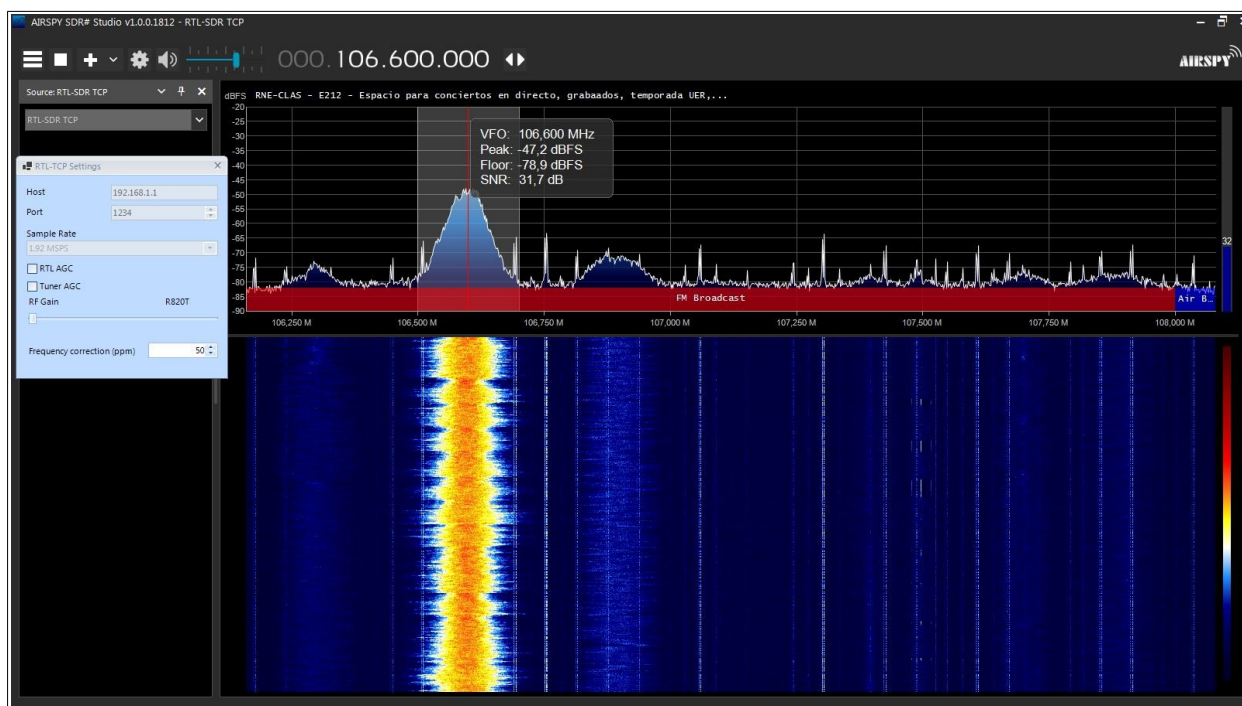 AIRSPY SDR# Studio v1.0.0.1812 - RTL-SDR TCP
000.106.600.000
AIRSPY
Source: RTL-SDR TCP
RTL-SDR TCP
RTL-TCP Settings
Host 192.168.1.1
Port 1234
Sample Rate
1.92 MSPS
RTL AGC
Tuner AGC
RF Gain R820T
Frequency correction (ppm) 50
dBFS RNE-CLAS - E212 - Espacio para conciertos en directo, grabaados, temporada UER,...
-20
-25
-30
-35
-40
-45
-50
-55
-60
-65
-70
-75
-80
-85
-90
VFO: 106,600 MHz
Peak: -47,2 dBFS
Floor: -78,9 dBFS
SNR: 31,7 dB
32
FM Broadcast
Air B...
106,250 M 106,500 M 106,750 M 107,000 M 107,250 M 107,500 M 107,750 M 108,000 M